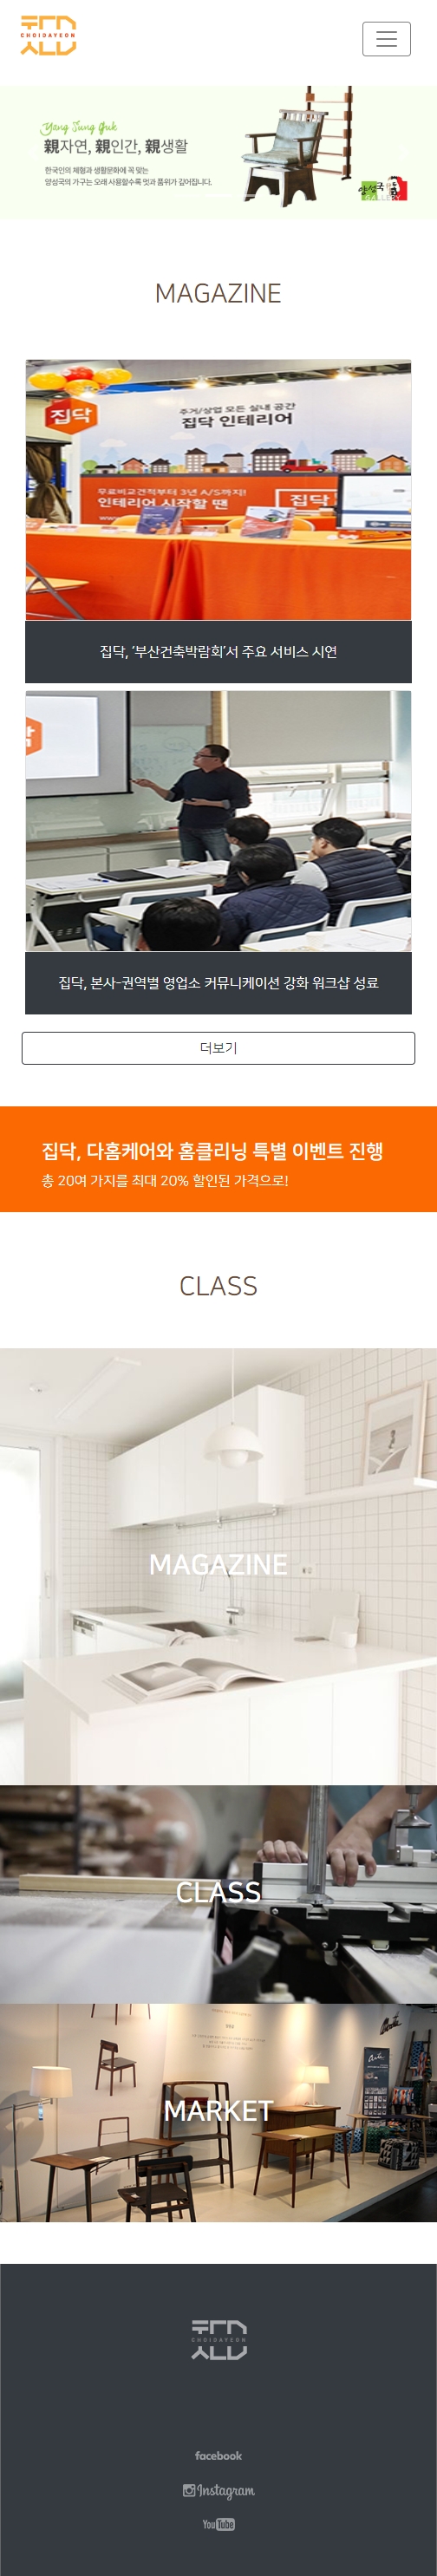 CHOIDAYEON
Yang Sung Guk
親자연, 親인간, 親생활
한국인의 체형과 생활문화에 꼭 맞는
양성국의 가구는 오래 사용할수록 멋과 품위가 깊어집니다.
양성국
GALLERY
MAGAZINE
집닥
주거/상업 모든 실내 공간
집닥 인테리어
무료비교견적부터 3년 A/S까지!
인테리어 시작할 땐
집닥
www.
집닥, ‘부산건축박람회’서 주요 서비스 시연
집닥, 본사-권역별 영업소 커뮤니케이션 강화 워크샵 성료
더보기
집닥, 다홈케어와 홈클리닝 특별 이벤트 진행
총 20여 가지를 최대 20% 할인된 가격으로!
CLASS
MAGAZINE
CLASS
MARKET
CHOIDAYEON
facebook
Instagram
YouTube